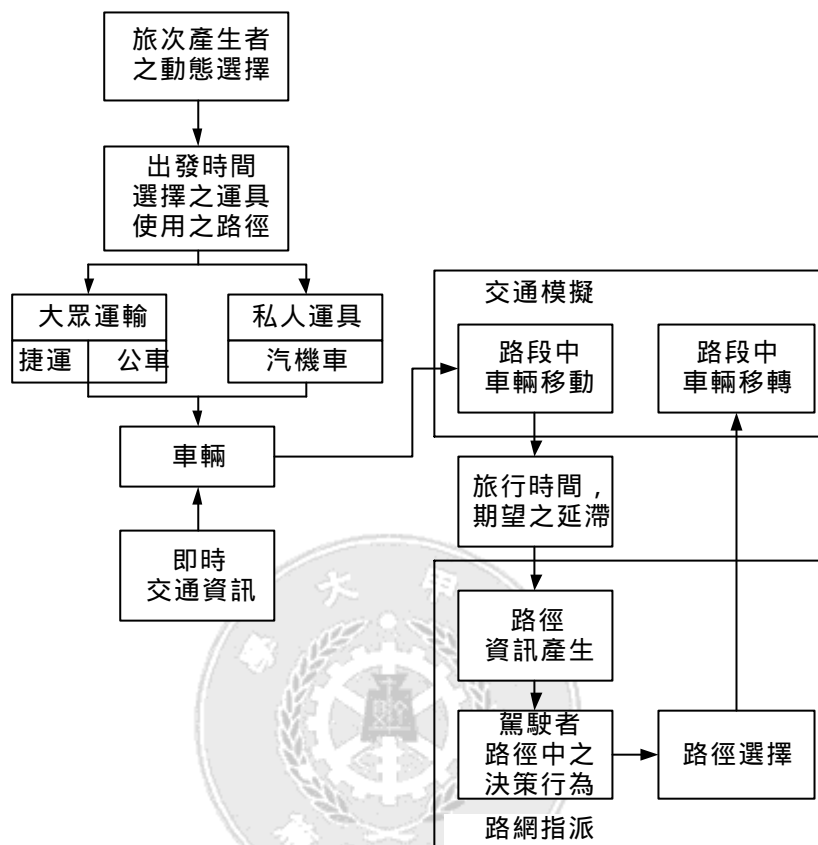 旅次產生者
之動態選擇
出發時間
選擇之運具
使用之路徑
大眾運輸
捷運
公車
私人運具
汽機車
車輛
即時
交通資訊
交通模擬
路段中
車輛移動
路段中
車輛移轉
旅行時間,
期望之延滯
路徑
資訊產生
駕駛者
路徑中之
決策行為
路徑選擇
路網指派
大
甲